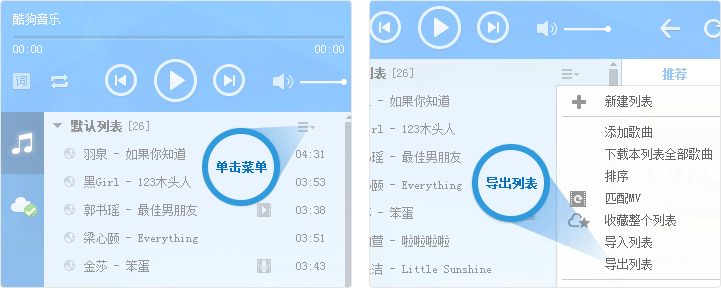 酷狗音乐
00:00 00:00
词
默认列表 [26]
羽泉 - 如果你知道 04:31
黑Girl - 123木头人 03:53
郭书瑶 - 最佳男朋友 03:38
梁心颐 - Everything 03:51
金莎 - 笨蛋 03:43
单击菜单
列表 [26]
推荐
- 如果你知道
irl - 123木头人
- 最佳男朋友
- Everything
- 笨蛋
- 啦啦啦啦
洁 - Little Sunshine
导出列表
新建列表
添加歌曲
下载本列表全部歌曲
排序
匹配MV
收藏整个列表
导入列表
导出列表